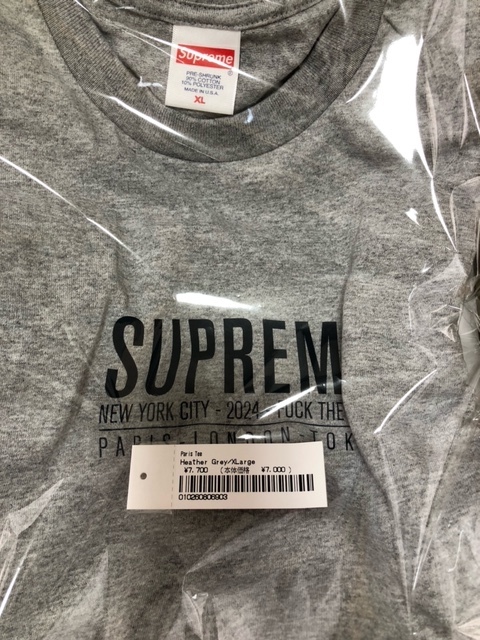 Supreme
PRE-SHRUNK
90% COTTON
10% POLYESTER
MADE IN U.S.A.
XL
SUPREM
NEW YORK CITY - 2024 - FUCK THE
PARIS - LONDON - TOK
Paris Tee
Heather Grey/XLarge
¥7,700 (本体価格 ¥7,000)
010260806903